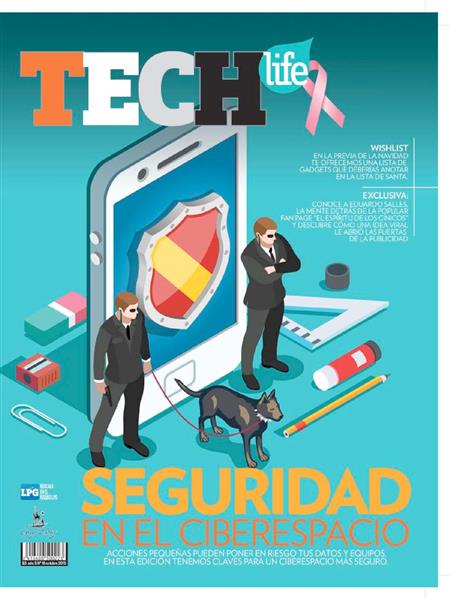 TECH
life
WISHLIST
EN LA PREVIA DE LA NAVIDAD
TE OFRECEMOS UNA LISTA DE
GADGETS QUE DEBERÍAS ANOTAR
EN LA LISTA DE SANTA.
EXCLUSIVA:
CONOCE A EDUARDO SALLES,
LA MENTE DETRÁS DE LA POPULAR
FAN PAGE "EL ESPÍRITU DE LOS CÍNICOS"
Y DESCUBRE CÓMO UNA IDEA VIRAL
LE ABRIÓ LAS PUERTAS
DE LA PUBLICIDAD
LPG
SEGURIDAD
EN EL CIBERESPACIO
ACCIONES PEQUEÑAS PUEDEN PONER EN RIESGO TUS DATOS Y EQUIPOS.
EN ESTA EDICIÓN TENEMOS CLAVES PARA UN CIBERESPACIO MÁS SEGURO.